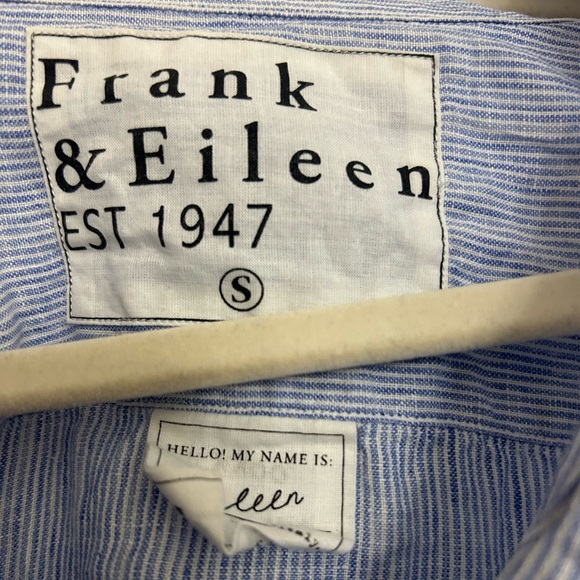 Frank
& Eileen
EST 1947
S
HELLO! MY NAME IS: